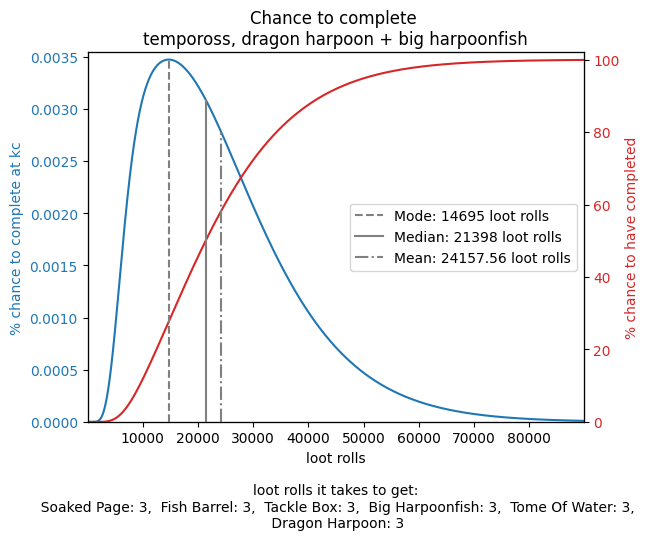 Chance to complete
tempoross, dragon harpoon + big harpoonfish
% chance to complete at kc
0.0035
0.0030
0.0025
0.0020
0.0015
0.0010
0.0005
0.0000
100
80
60
40
20
0
% chance to have completed
Mode: 14695 loot rolls
Median: 21398 loot rolls
Mean: 24157.56 loot rolls
10000 20000 30000 40000 50000 60000 70000 80000
loot rolls
loot rolls it takes to get:
Soaked Page: 3, Fish Barrel: 3, Tackle Box: 3, Big Harpoonfish: 3, Tome Of Water: 3,
Dragon Harpoon: 3